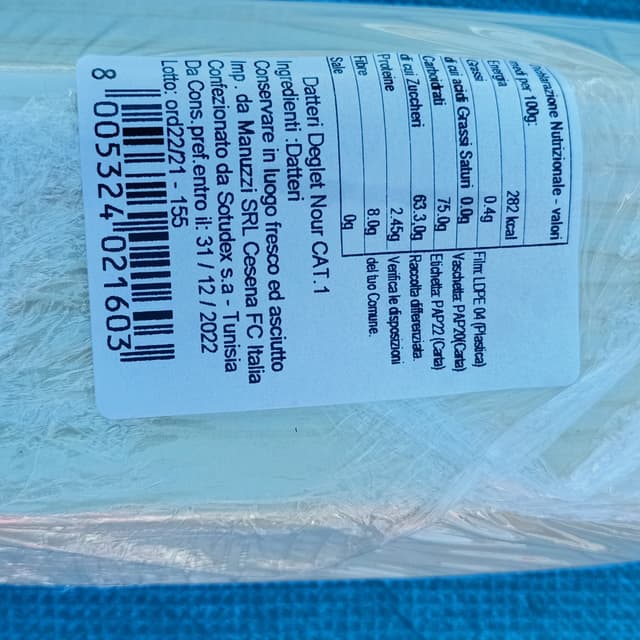 Informazione Nutrizionale - valori
medi per 100g:
Energia 282 kcal
Grassi 0.4g
di cui acidi Grassi Saturi 0.0g
Carboidrati 75.0g
di cui Zuccheri 63.3.0g
Proteine 2.45g
Fibre 8.0g
Sale 0g
Film: LDPE 04 (Plastica)
Vaschetta: PAP20(Carta)
Etichetta: PAP22 (Carta)
Raccolta differenziata.
Verifica le disposizioni
del tuo Comune.
Datteri Deglet Nour CAT.1
Ingredienti :Datteri
Conservare in luogo fresco ed asciutto
Imp. da Manuzzi SRL Cesena FC Italia
Confezionato da Sotudex s.a - Tunisia
Da Cons.pref.entro il: 31 / 12 / 2022
Lotto: ord22/21 - 155
8 005324 021603